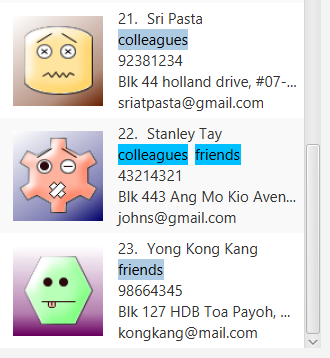 21. Sri Pasta
colleagues
92381234
Blk 44 holland drive, #07-...
sriatpasta@gmail.com
22. Stanley Tay
colleagues friends
43214321
Blk 443 Ang Mo Kio Aven...
johns@gmail.com
23. Yong Kong Kang
friends
98664345
Blk 127 HDB Toa Payoh, ...
kongkang@mail.com